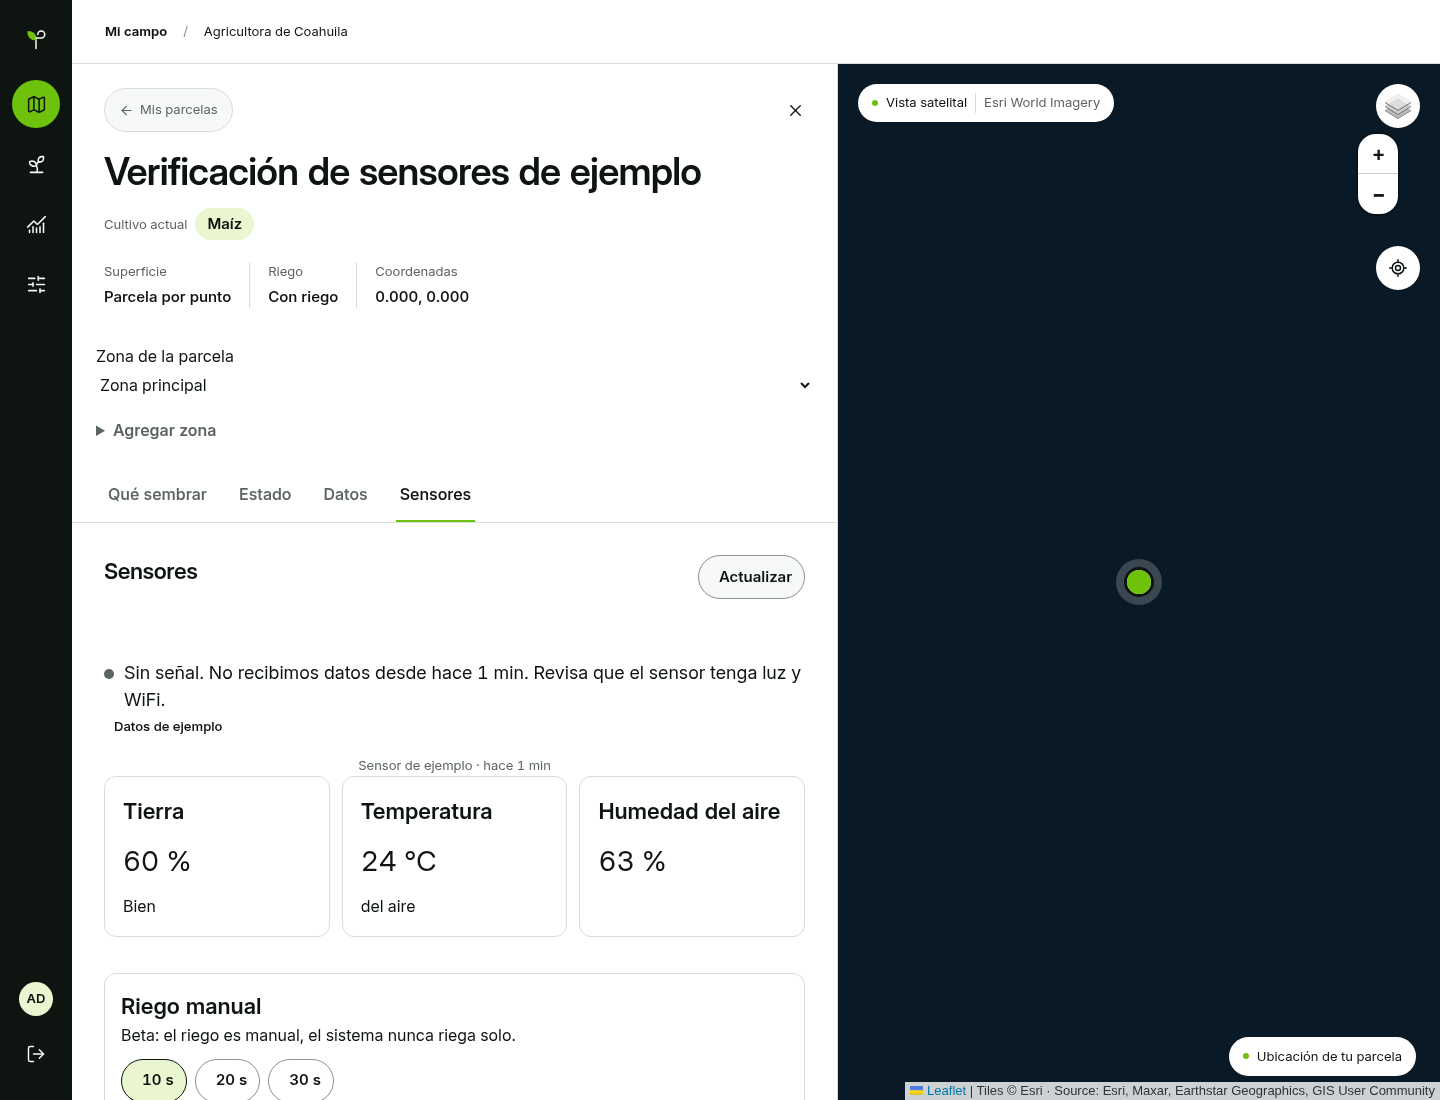 Mi campo / Agricultora de Coahuila
Mis parcelas
Verificación de sensores de ejemplo
Cultivo actual Maíz
Superficie Riego Coordenadas
Parcela por punto Con riego 0.000, 0.000
Zona de la parcela
Zona principal
Agregar zona
Qué sembrar Estado Datos Sensores
Sensores Actualizar
Sin señal. No recibimos datos desde hace 1 min. Revisa que el sensor tenga luz y
WiFi.
Datos de ejemplo
Sensor de ejemplo · hace 1 min
Tierra Temperatura Humedad del aire
60 % 24 °C 63 %
Bien del aire
Riego manual
Beta: el riego es manual, el sistema nunca riega solo.
10 s 20 s 30 s
AD
Vista satelital Esri World Imagery
+
−
Ubicación de tu parcela
Leaflet | Tiles © Esri · Source: Esri, Maxar, Earthstar Geographics, GIS User Community